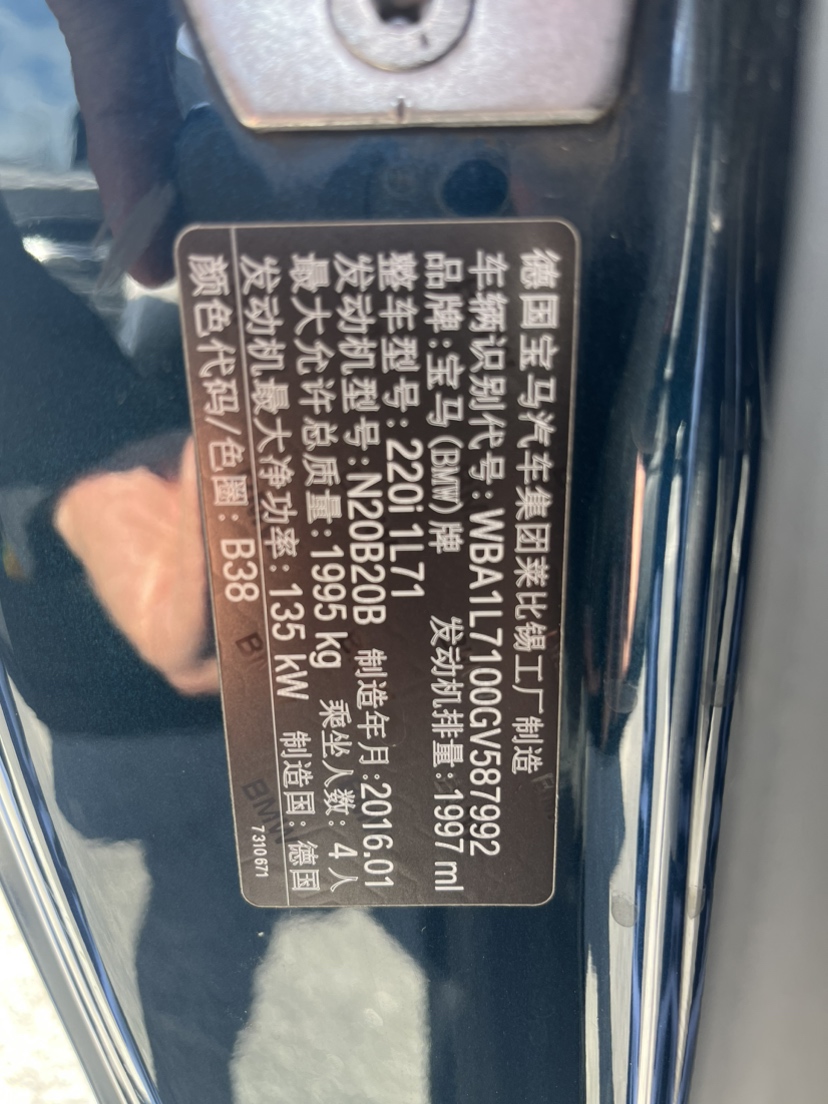 德国宝马汽车集团莱比锡工厂制造
车辆识别代号: WBA1L7100GV587992
品牌: 宝马(BMW)牌 发动机排量: 1997 ml
整车型号: 220i 1L71
发动机型号: N20B20B 制造年月: 2016.01
最大允许总质量: 1995 kg 乘坐人数: 4 人
发动机最大净功率: 135 kW 制造国: 德国
颜色代码/色圈: B38
7310671
BMW